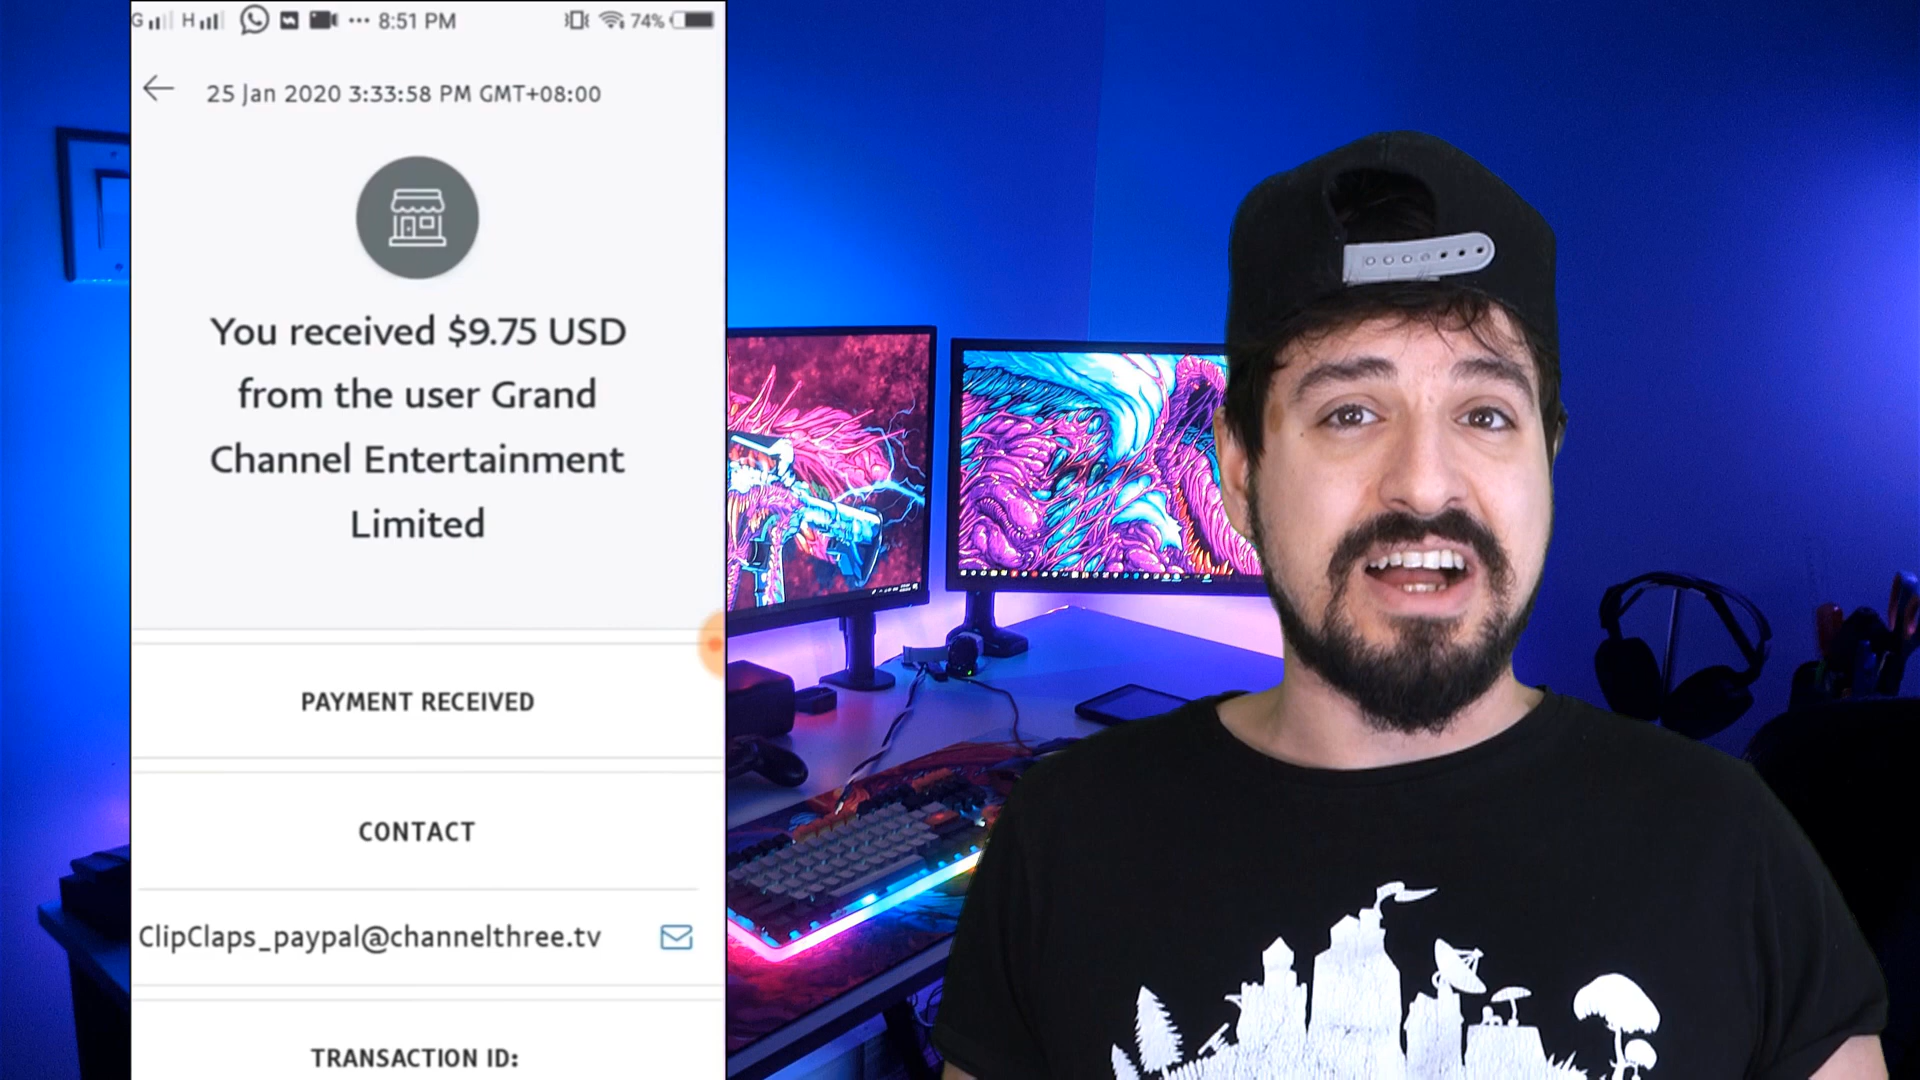 G H 8:51 PM 74%
25 Jan 2020 3:33:58 PM GMT+08:00
You received $9.75 USD
from the user Grand
Channel Entertainment
Limited
PAYMENT RECEIVED
CONTACT
ClipClaps_paypal@channelthree.tv
TRANSACTION ID: